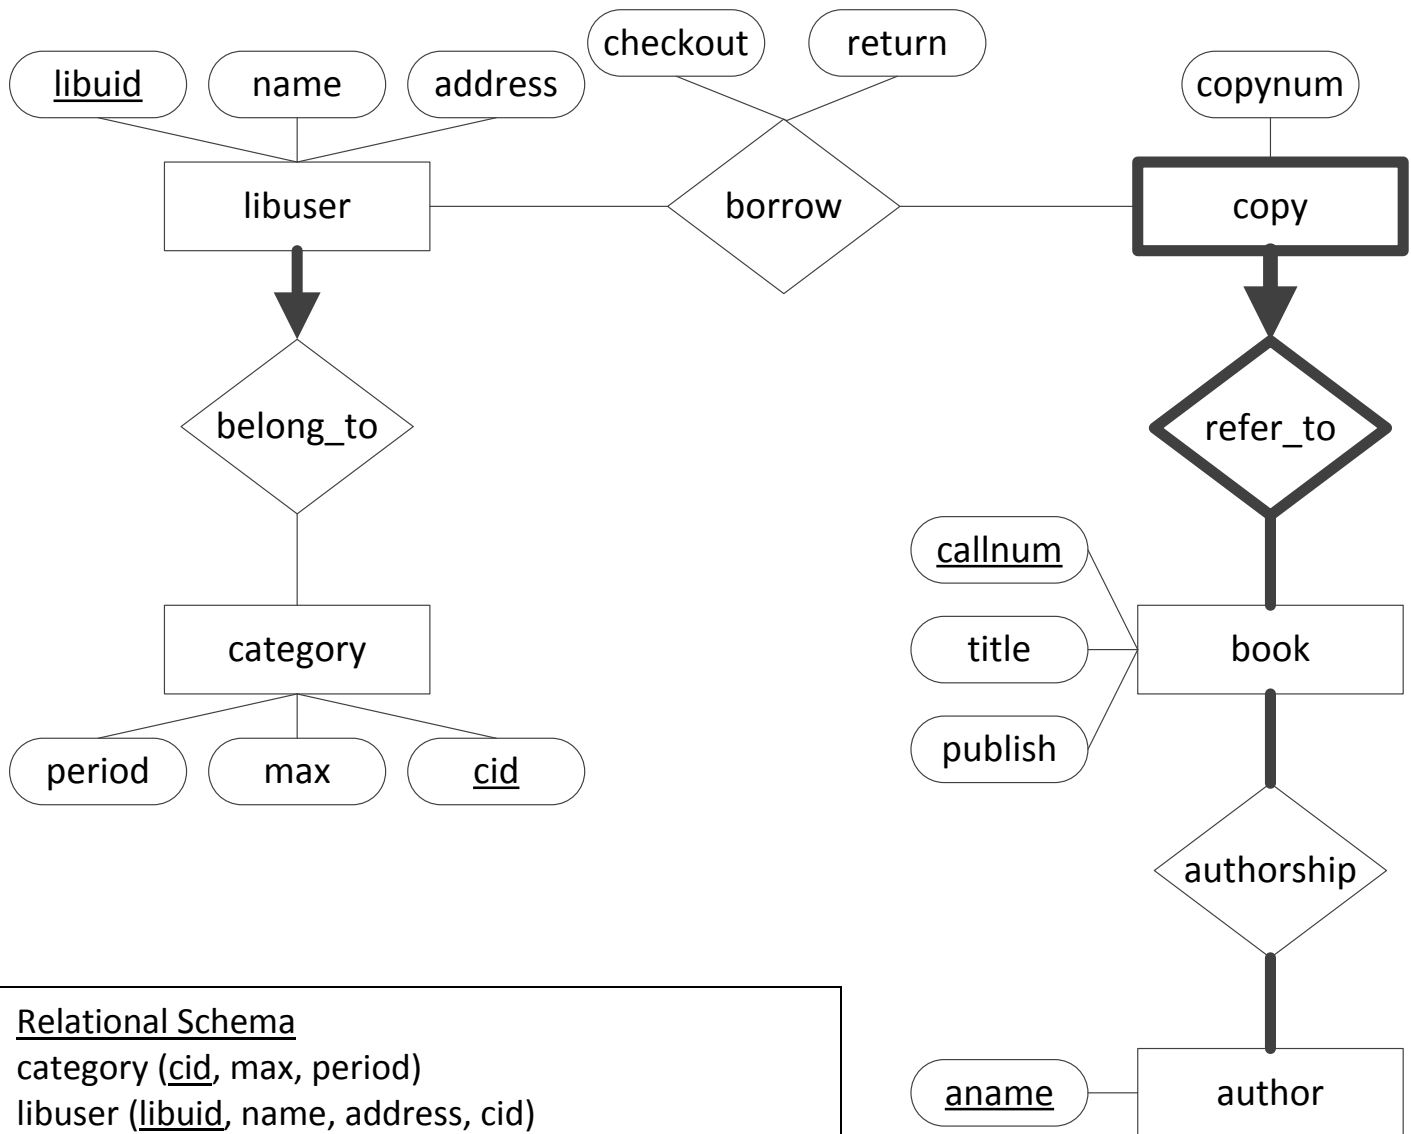 checkout
return
libuid
name
address
copynum
libuser
borrow
copy
belong_to
refer_to
callnum
category
title
book
publish
period
max
cid
authorship
Relational Schema
category (cid, max, period)
libuser (libuid, name, address, cid)
aname
author